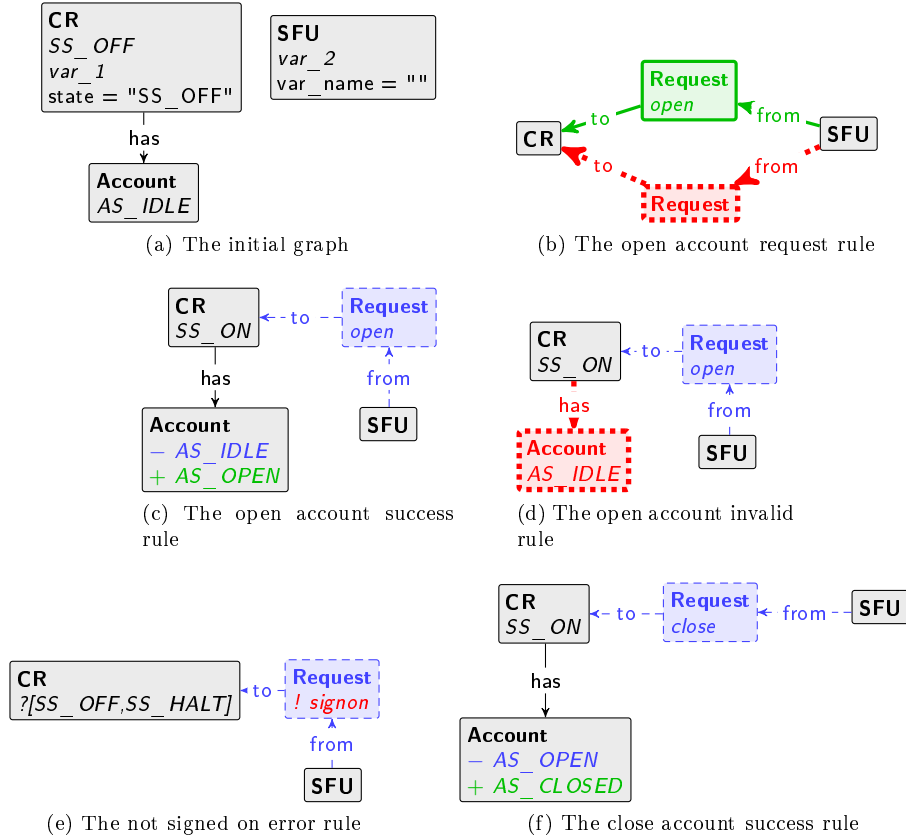 CR
SS_OFF
var_1
state = "SS_OFF"
has
Account
AS_IDLE
SFU
var_2
var_name = ""
(a) The initial graph
Request
open
to
from
CR
SFU
to
from
Request
(b) The open account request rule
CR
SS_ON
to
Request
open
has
from
Account
− AS_IDLE
+ AS_OPEN
SFU
(c) The open account success
rule
CR
SS_ON
to
Request
open
has
from
Account
AS_IDLE
SFU
(d) The open account invalid
rule
CR
?[SS_OFF,SS_HALT]
to
Request
! signon
from
SFU
(e) The not signed on error rule
CR
SS_ON
to
Request
close
from
SFU
has
Account
− AS_OPEN
+ AS_CLOSED
(f) The close account success rule